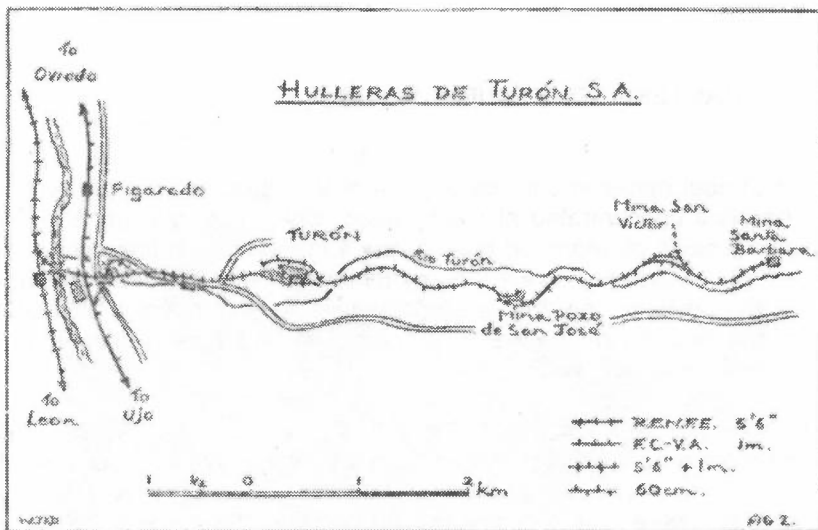 To
Oviedo
HULLERAS DE TURÓN S.A.
Figaredo
TURÓN
Rio Turón
Mina San
Victor
Mina
Santa
Barbara
Mina Pozo
de San José
To
Leon
To
Ujo
R.E.N.F.E. 5'6"
F.C.-V.A. 1m.
5'6" + 1m.
60cm.
1 ½ 0 1 2 km